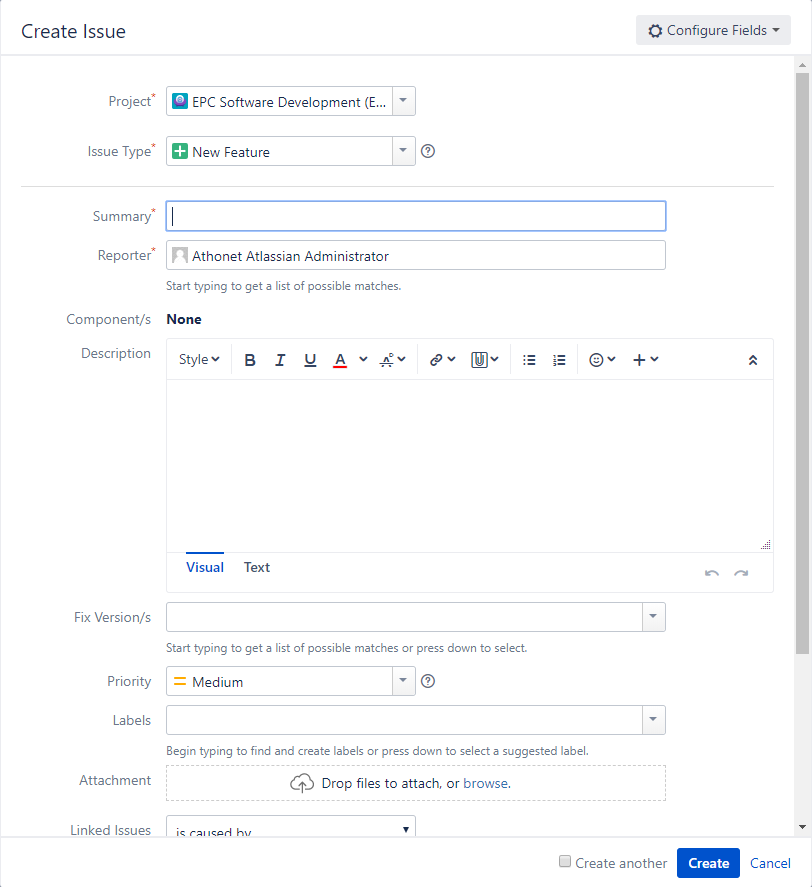 Create Issue
Configure Fields
Project*
EPC Software Development (E...
Issue Type*
New Feature
Summary*
Reporter*
Athonet Atlassian Administrator
Start typing to get a list of possible matches.
Component/s
None
Description
Style
B I U A
Visual
Text
Fix Version/s
Start typing to get a list of possible matches or press down to select.
Priority
Medium
Labels
Begin typing to find and create labels or press down to select a suggested label.
Attachment
Drop files to attach, or browse.
Linked Issues
is caused by
Create another
Create
Cancel